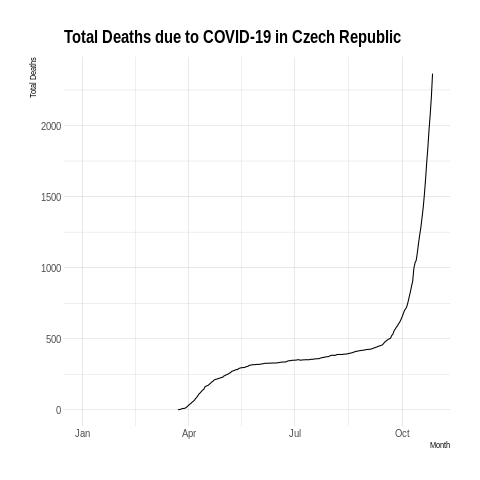 Total Deaths due to COVID-19 in Czech Republic
Total Deaths
2000
1500
1000
500
0
Jan
Apr
Jul
Oct
Month